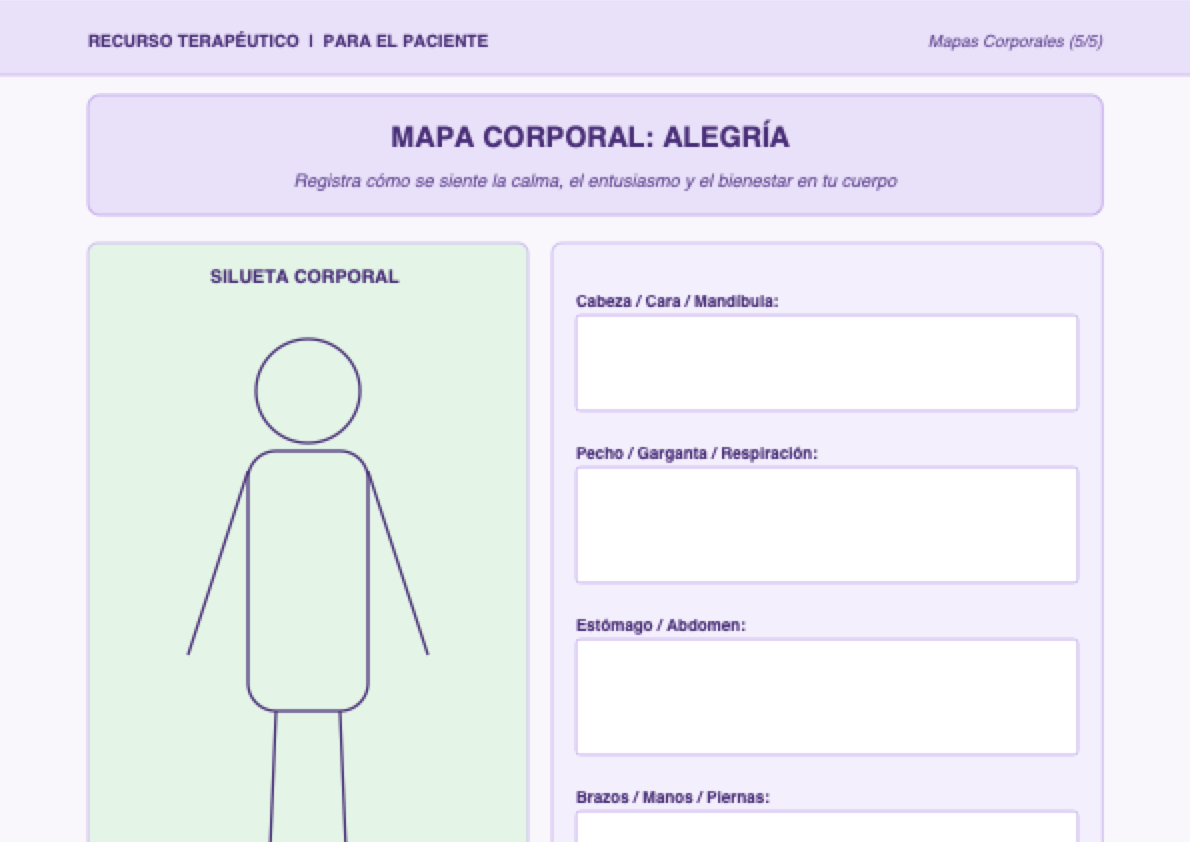 RECURSO TERAPÉUTICO | PARA EL PACIENTE
Mapas Corporales (5/5)
MAPA CORPORAL: ALEGRÍA
Registra cómo se siente la calma, el entusiasmo y el bienestar en tu cuerpo
SILUETA CORPORAL
Cabeza / Cara / Mandíbula:
Pecho / Garganta / Respiración:
Estómago / Abdomen:
Brazos / Manos / Piernas: